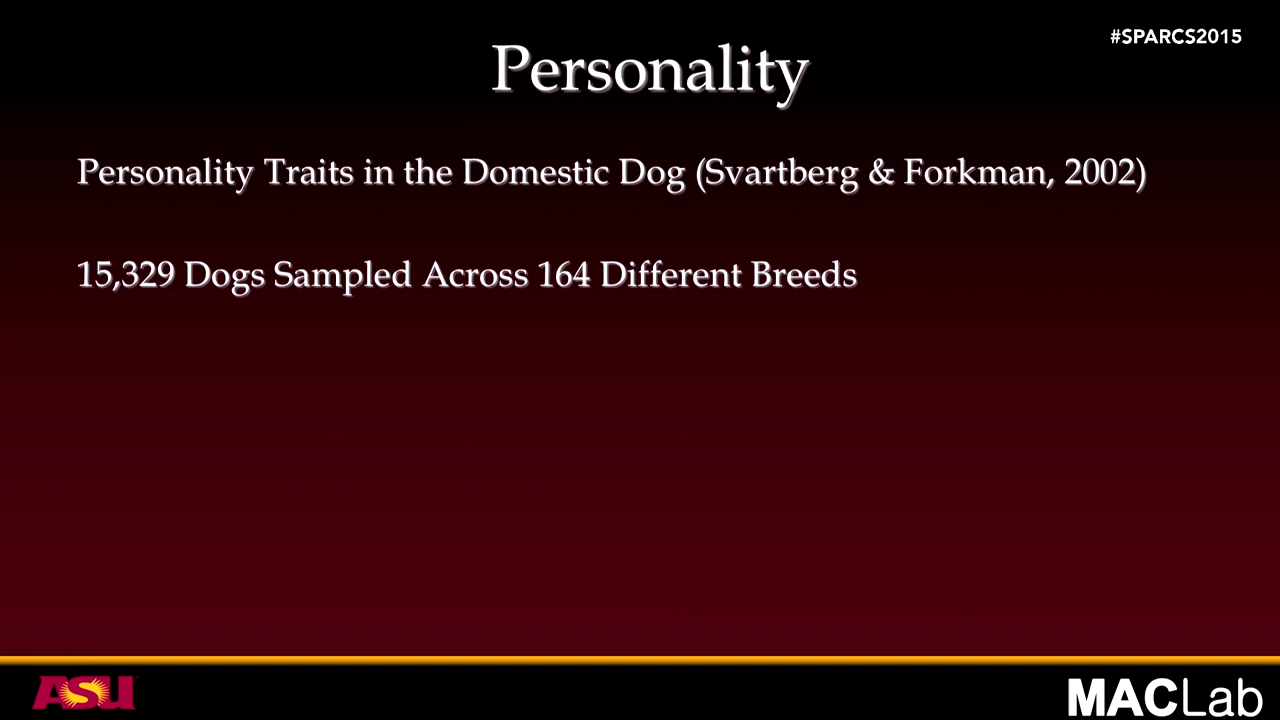 #SPARCS2015
Personality
Personality Traits in the Domestic Dog (Svartberg & Forkman, 2002)
15,329 Dogs Sampled Across 164 Different Breeds
ASU
MACLab